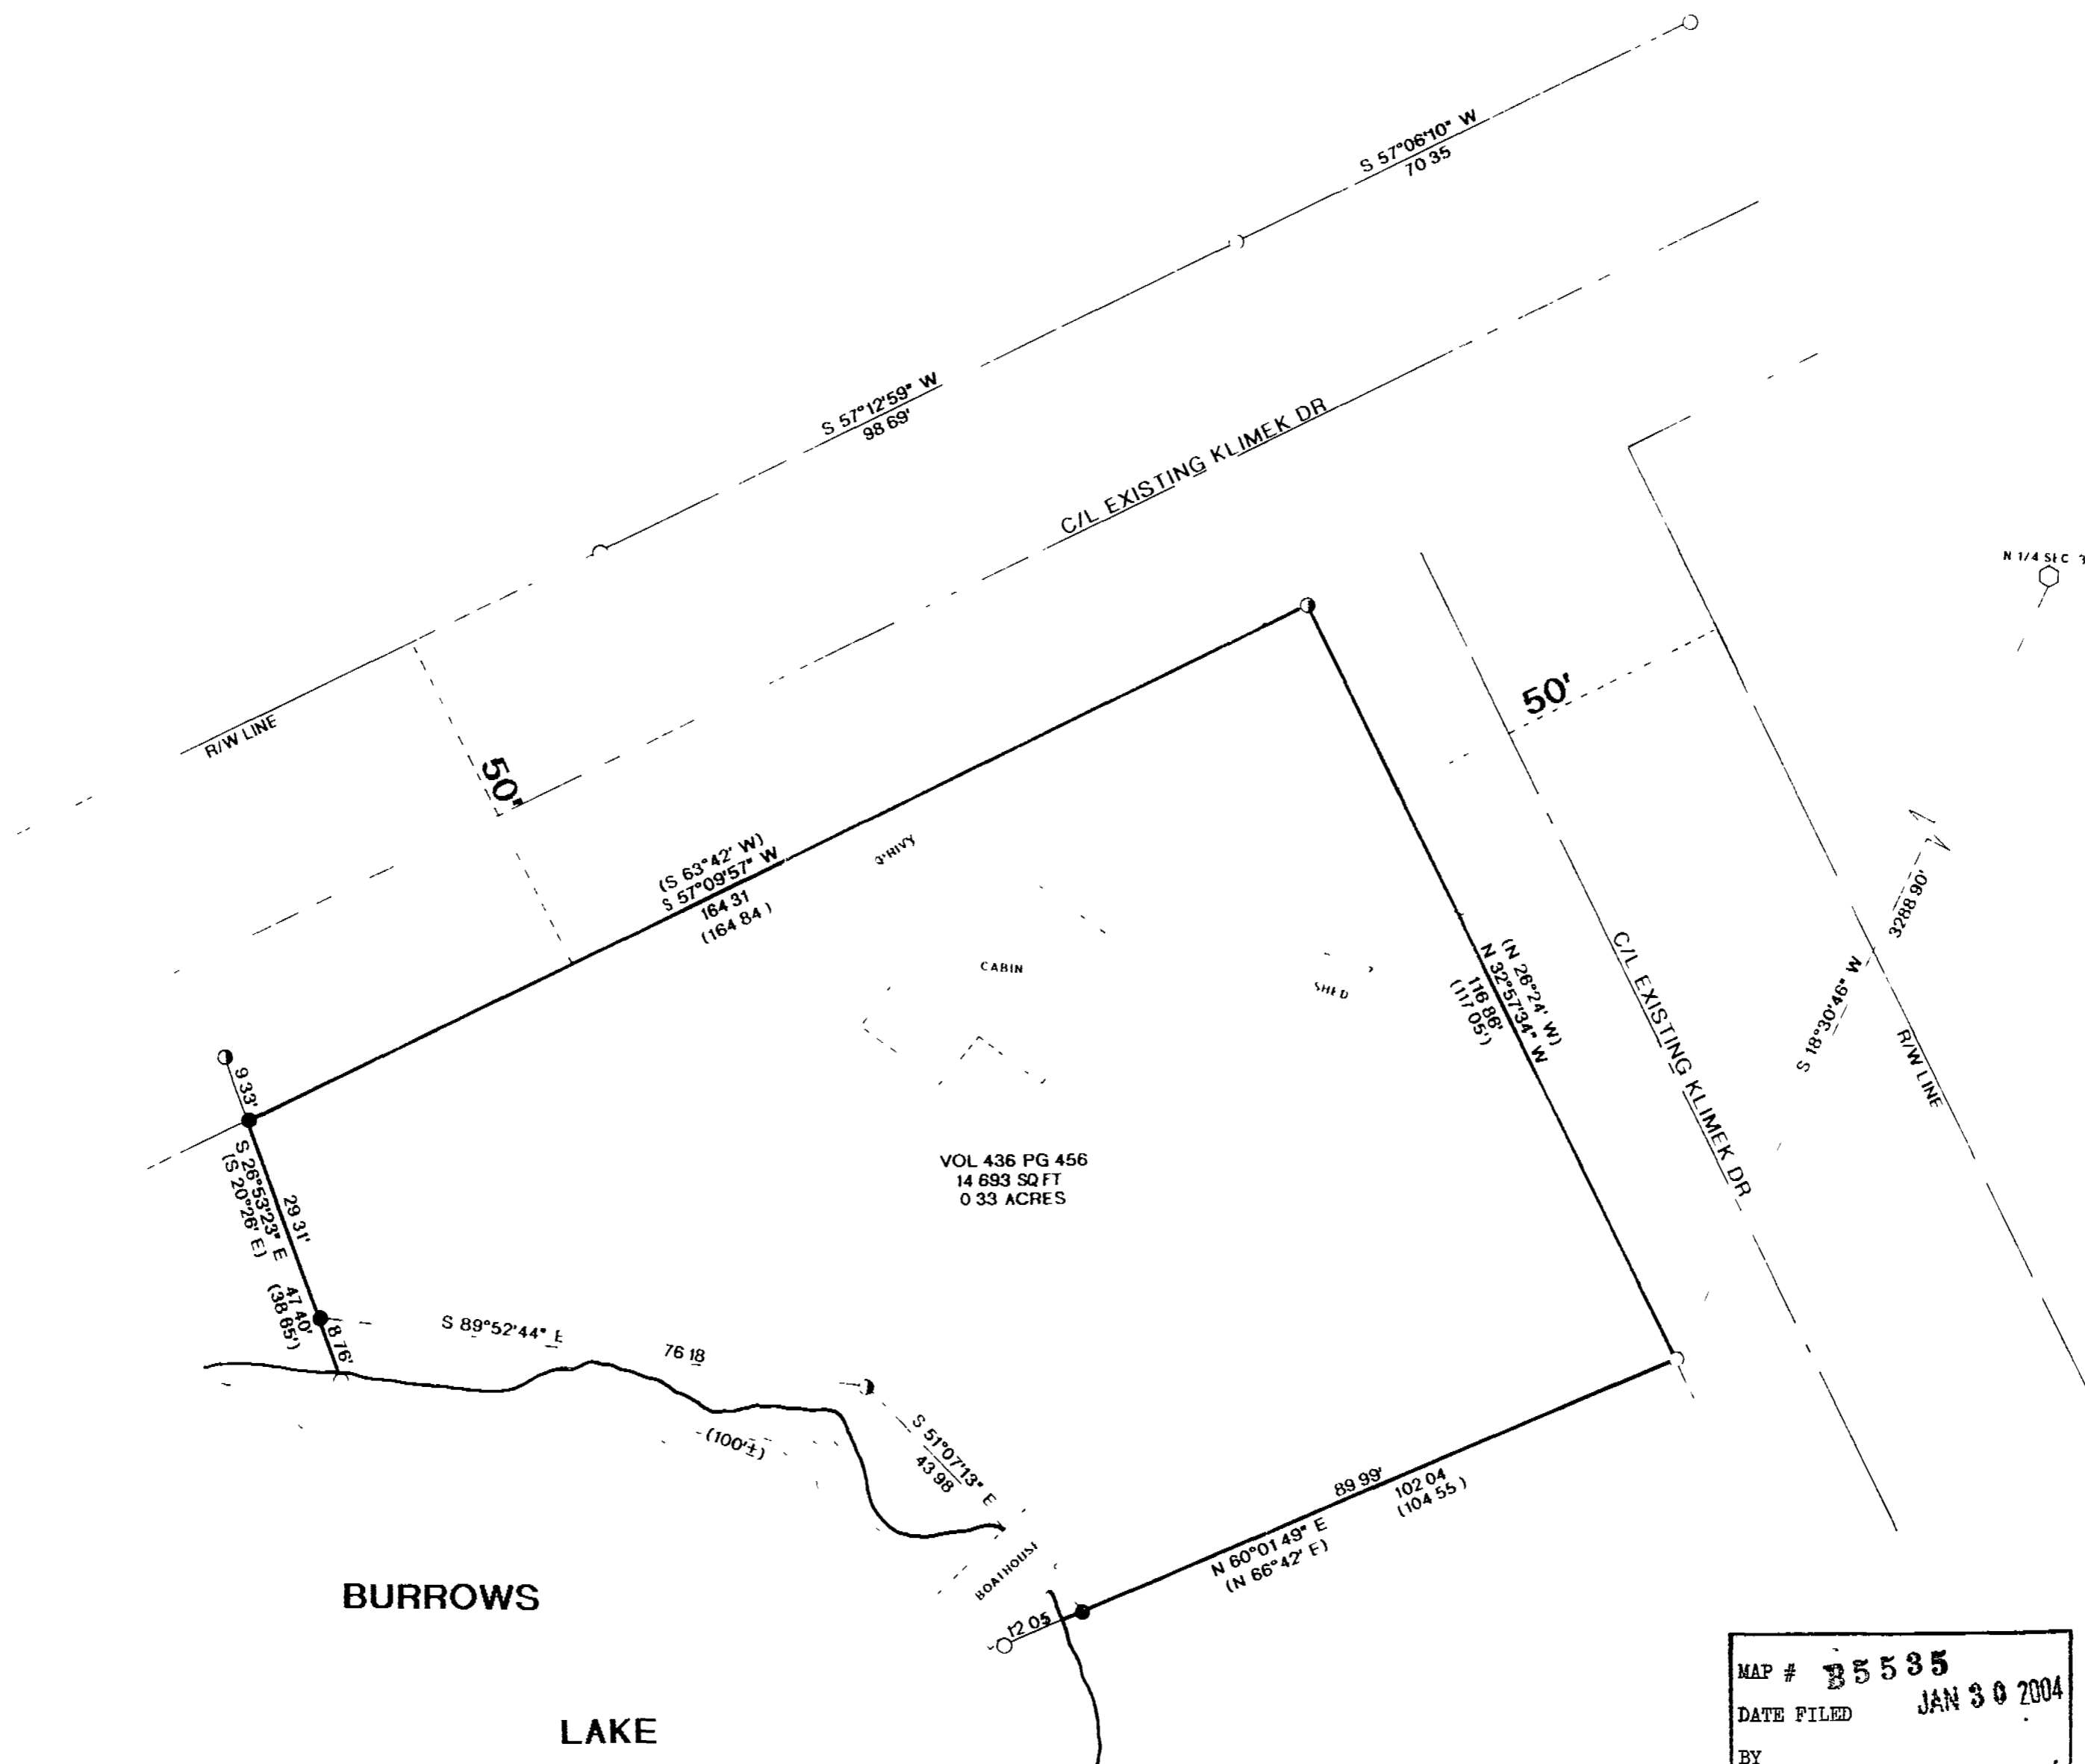 S 57°06'10" W
70 35
S 57°12'59" W
98 69'
C/L EXISTING KLIMEK DR
N 1/4 SEC
R/W LINE
50'
50'
(S 63°42' W)
S 57°09'57" W
164 31
(164 84 )
PRIVY
CABIN
SHED
(N 26°24' W)
N 32°57'34" W
116 86'
(117 05')
C/L EXISTING KLIMEK DR
3288 90'
S 18°30'46" W
R/W LINE
9 33'
S 26°53'23" E
(S 20°26' E)
29 31'
47 40'
(38 65')
8 76'
VOL 436 PG 456
14 693 SQ FT
0 33 ACRES
S 89°52'44" E
76 18
(100'±)
S 51°07'13" E
43 98
89 99'
102 04
(104 55 )
N 60°01 49" E
(N 66°42' E)
BOATHOUSE
12 05
BURROWS
LAKE
MAP # B5535
DATE FILED JAN 30 2004
BY